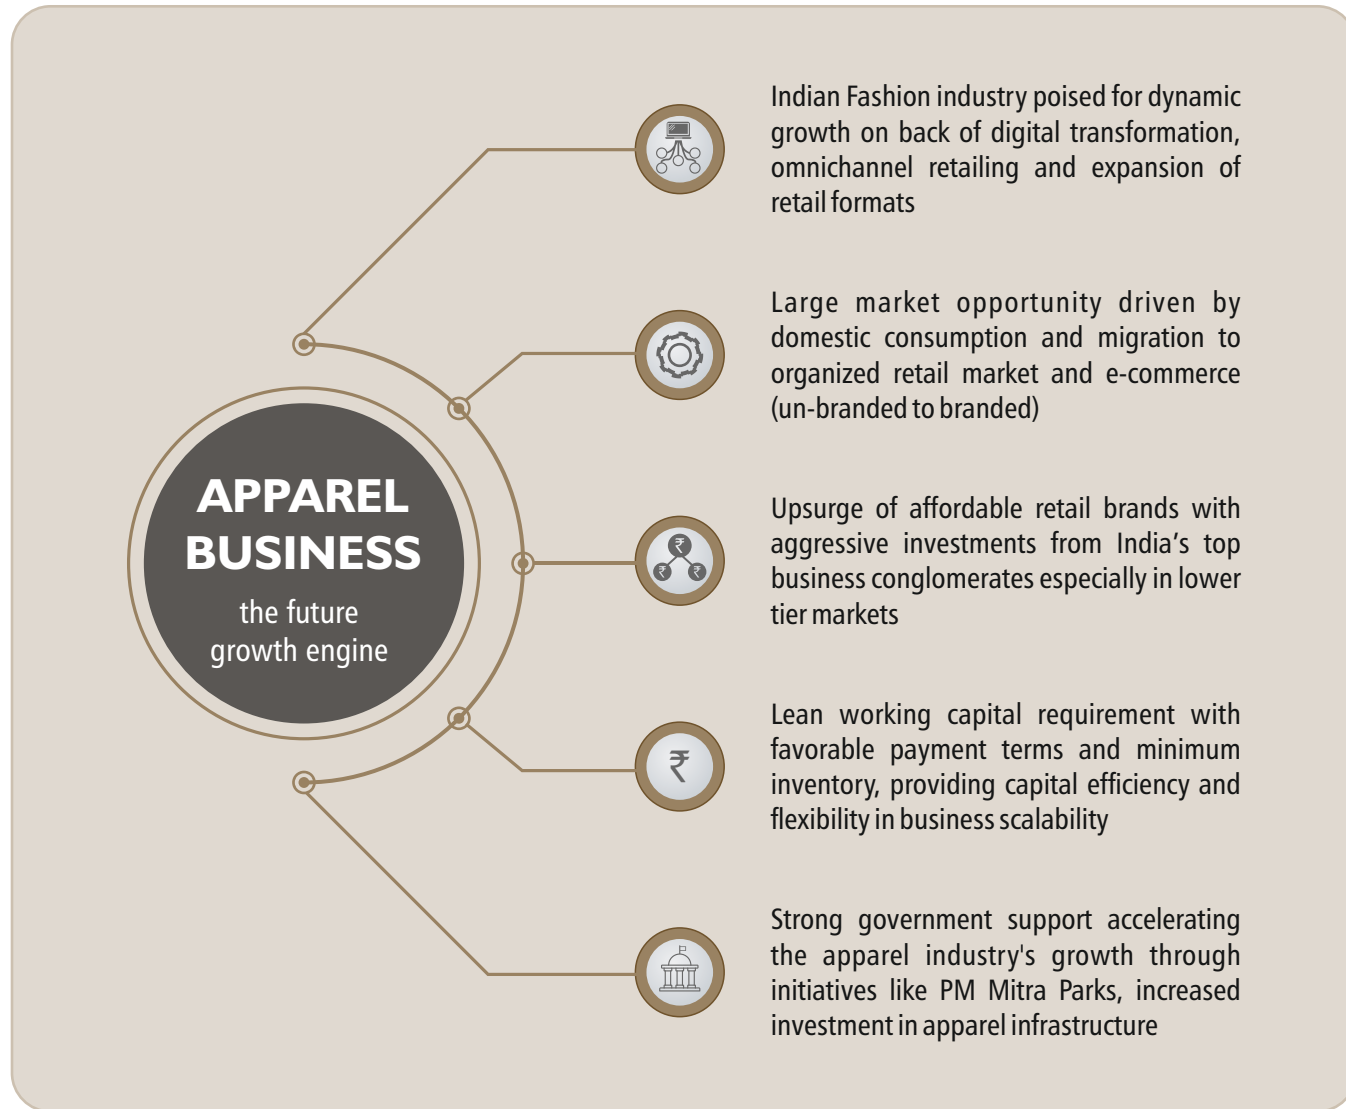 APPAREL
BUSINESS
the future
growth engine
Indian Fashion industry poised for dynamic
growth on back of digital transformation,
omnichannel retailing and expansion of
retail formats
Large market opportunity driven by
domestic consumption and migration to
organized retail market and e-commerce
(un-branded to branded)
₹
₹
₹
Upsurge of affordable retail brands with
aggressive investments from India’s top
business conglomerates especially in lower
tier markets
₹
Lean working capital requirement with
favorable payment terms and minimum
inventory, providing capital efficiency and
flexibility in business scalability
Strong government support accelerating
the apparel industry's growth through
initiatives like PM Mitra Parks, increased
investment in apparel infrastructure